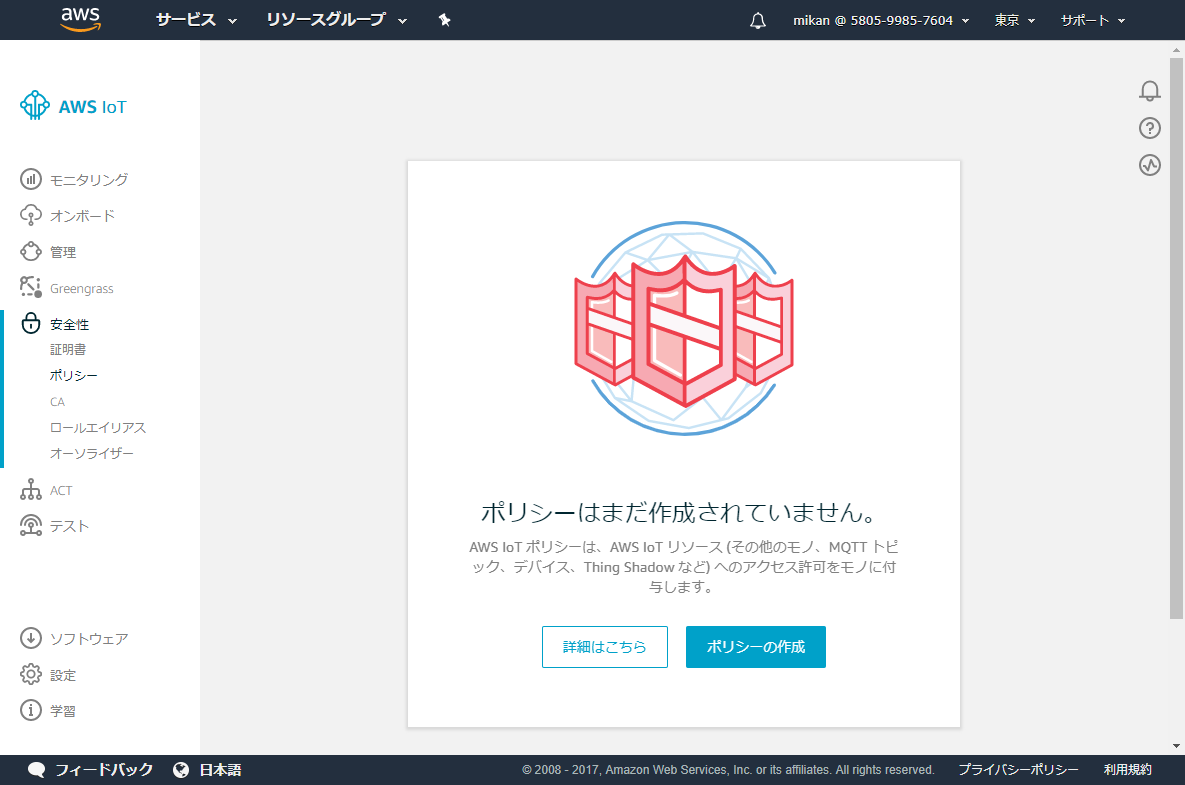 aws サービス リソースグループ mikan @ 5805-9985-7604 東京 サポート
AWS IoT
モニタリング
オンボード
管理
Greengrass
安全性
証明書
ポリシー
CA
ロールエイリアス
オーソライザー
ACT
テスト
ソフトウェア
設定
学習
ポリシーはまだ作成されていません。
AWS IoT ポリシーは、AWS IoT リソース (その他のモノ、MQTT トピ
ック、デバイス、Thing Shadow など) へのアクセス許可をモノに付
与します。
詳細はこちら ポリシーの作成
フィードバック 日本語 © 2008 - 2017, Amazon Web Services, Inc. or its affiliates. All rights reserved. プライバシーポリシー 利用規約